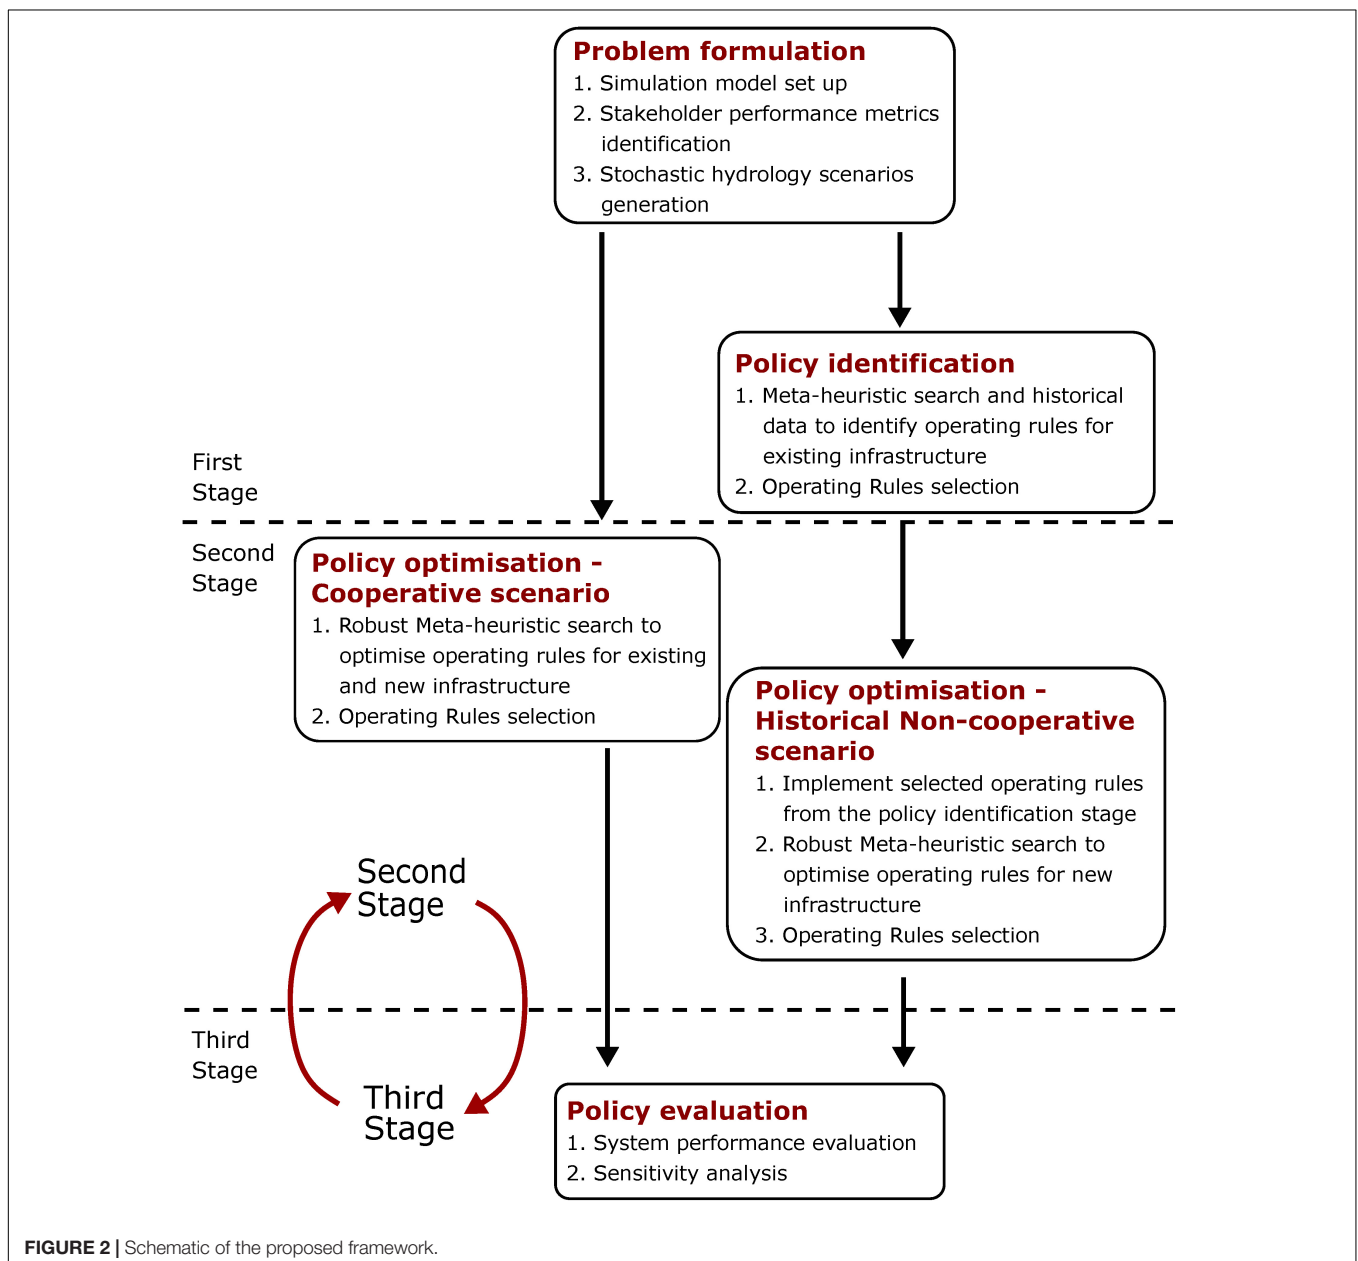 Problem formulation
1. Simulation model set up
2. Stakeholder performance metrics
identification
3. Stochastic hydrology scenarios
generation
Policy identification
1. Meta-heuristic search and historical
data to identify operating rules for
existing infrastructure
2. Operating Rules selection
First
Stage
Second
Stage
Policy optimisation -
Cooperative scenario
1. Robust Meta-heuristic search to
optimise operating rules for existing
and new infrastructure
2. Operating Rules selection
Policy optimisation -
Historical Non-cooperative
scenario
1. Implement selected operating rules
from the policy identification stage
2. Robust Meta-heuristic search to
optimise operating rules for new
infrastructure
3. Operating Rules selection
Second
Stage
Third
Stage
Third
Stage
Policy evaluation
1. System performance evaluation
2. Sensitivity analysis
FIGURE 2 | Schematic of the proposed framework.